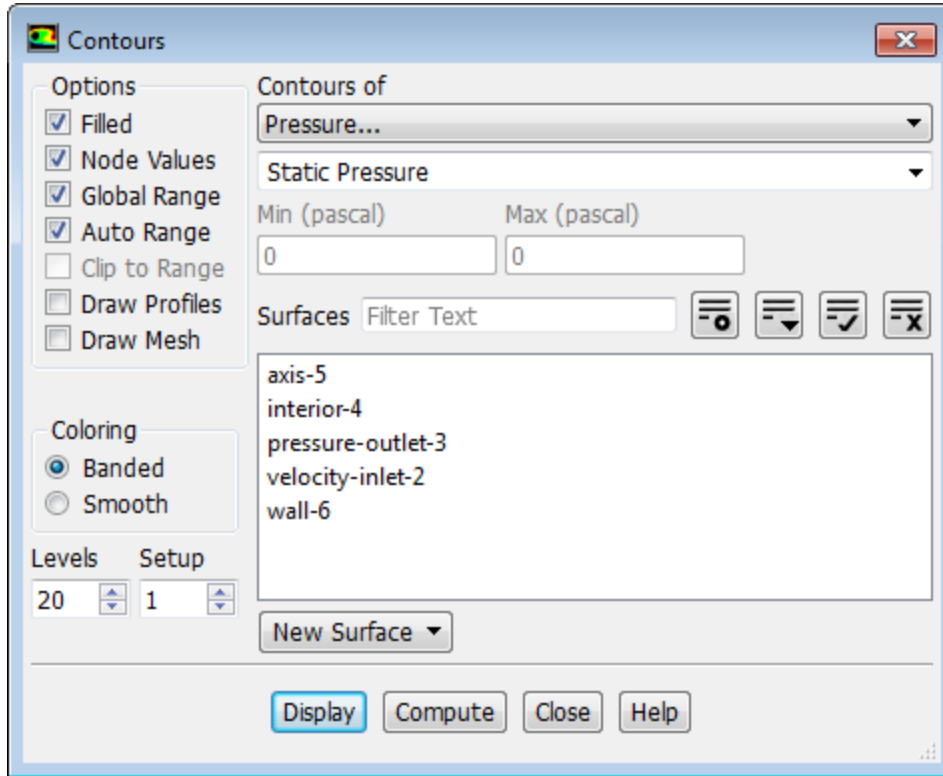 Contours
Options
Filled
Node Values
Global Range
Auto Range
Clip to Range
Draw Profiles
Draw Mesh
Coloring
Banded
Smooth
Levels Setup
20 1
Contours of
Pressure...
Static Pressure
Min (pascal) Max (pascal)
0 0
Surfaces Filter Text
axis-5
interior-4
pressure-outlet-3
velocity-inlet-2
wall-6
New Surface
Display Compute Close Help